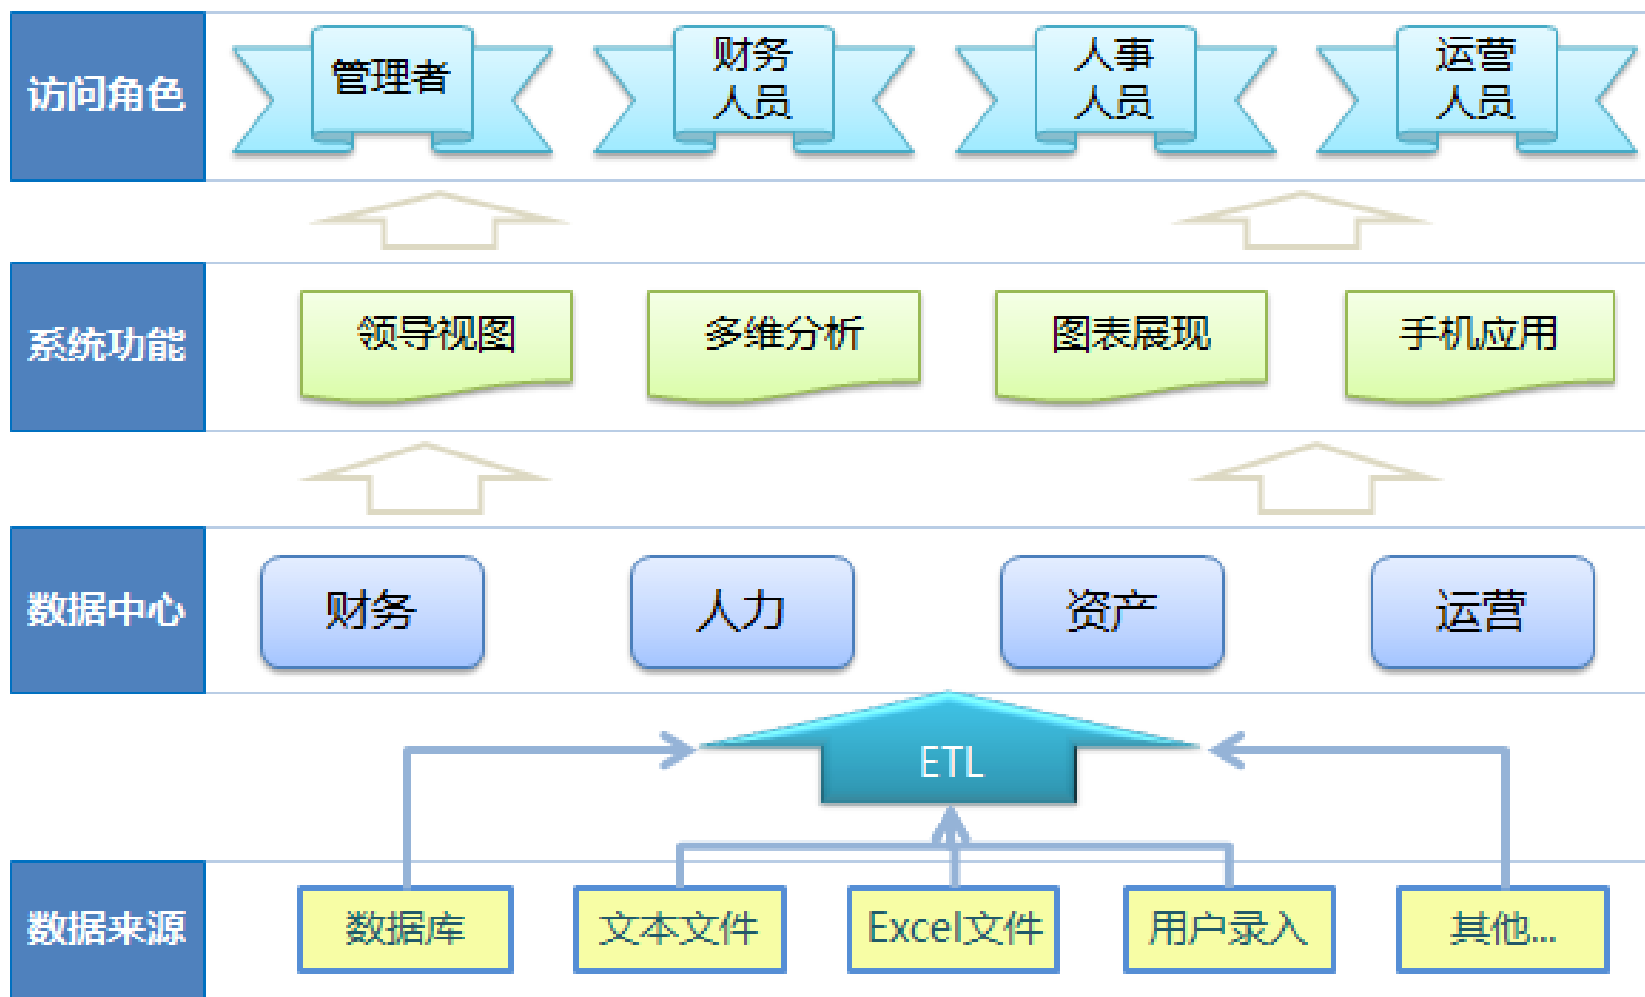 访问角色
管理者
财务
人员
人事
人员
运营
人员
系统功能
领导视图
多维分析
图表展现
手机应用
数据中心
财务
人力
资产
运营
ETL
数据来源
数据库
文本文件
Excel文件
用户录入
其他...